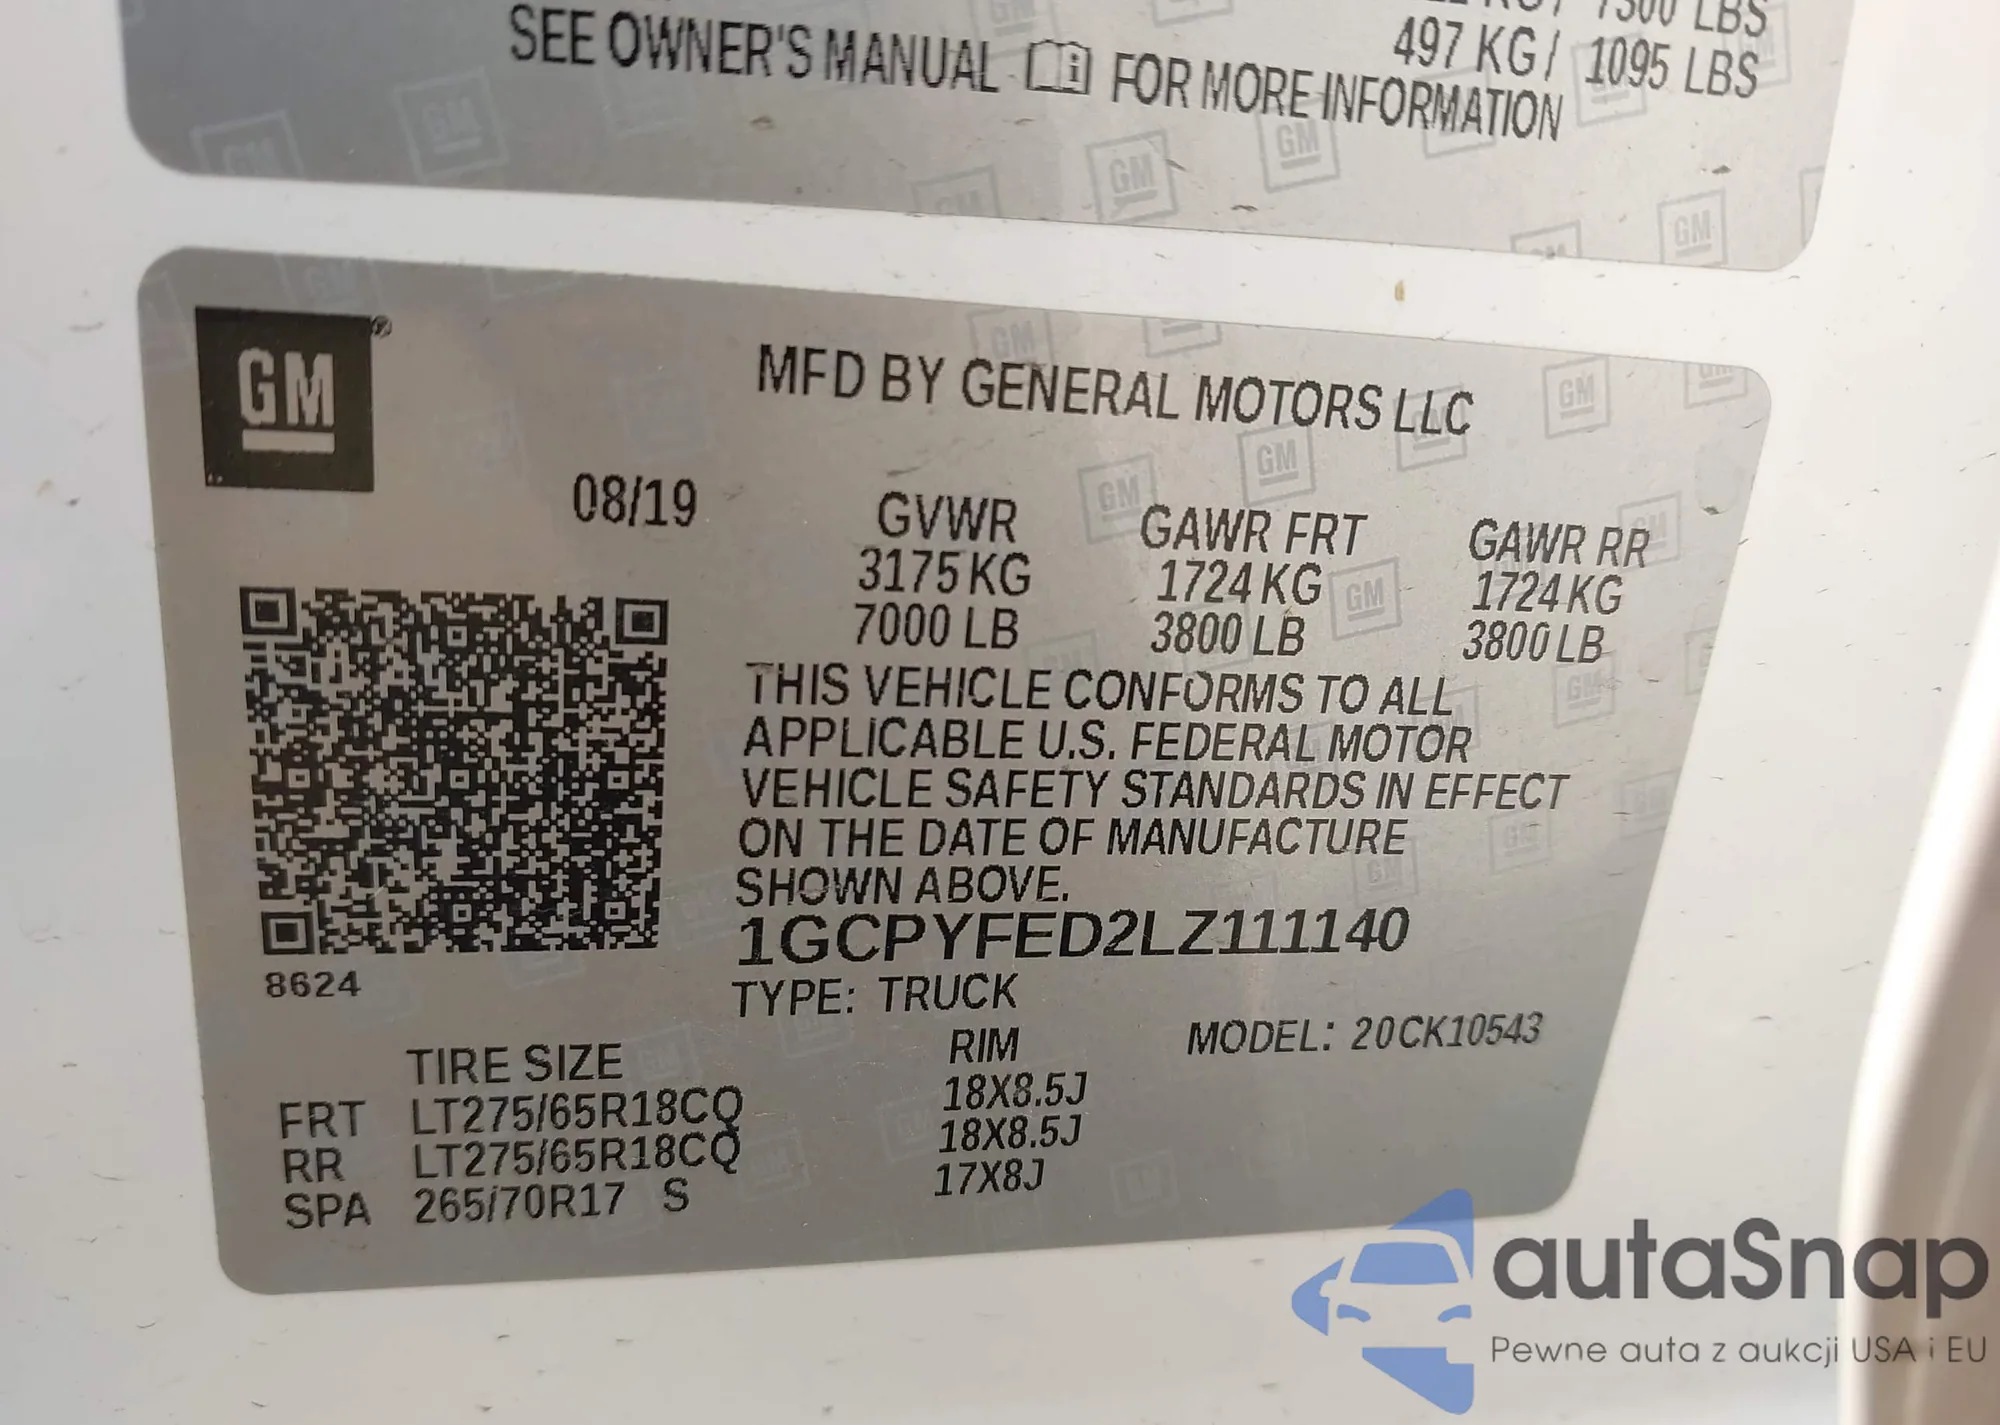 7300 LBS
497 KG / 1095 LBS
SEE OWNER'S MANUAL FOR MORE INFORMATION
GM®
MFD BY GENERAL MOTORS LLC
08/19
GVWR GAWR FRT GAWR RR
3175 KG 1724 KG 1724 KG
7000 LB 3800 LB 3800 LB
THIS VEHICLE CONFORMS TO ALL
APPLICABLE U.S. FEDERAL MOTOR
VEHICLE SAFETY STANDARDS IN EFFECT
ON THE DATE OF MANUFACTURE
SHOWN ABOVE.
1GCPYFED2LZ111140
8624
TYPE: TRUCK MODEL: 20CK10543
TIRE SIZE RIM
FRT LT275/65R18CQ 18X8.5J
RR LT275/65R18CQ 18X8.5J
SPA 265/70R17 S 17X8J
autaSnap
Pewne auta z aukcji USA i EU